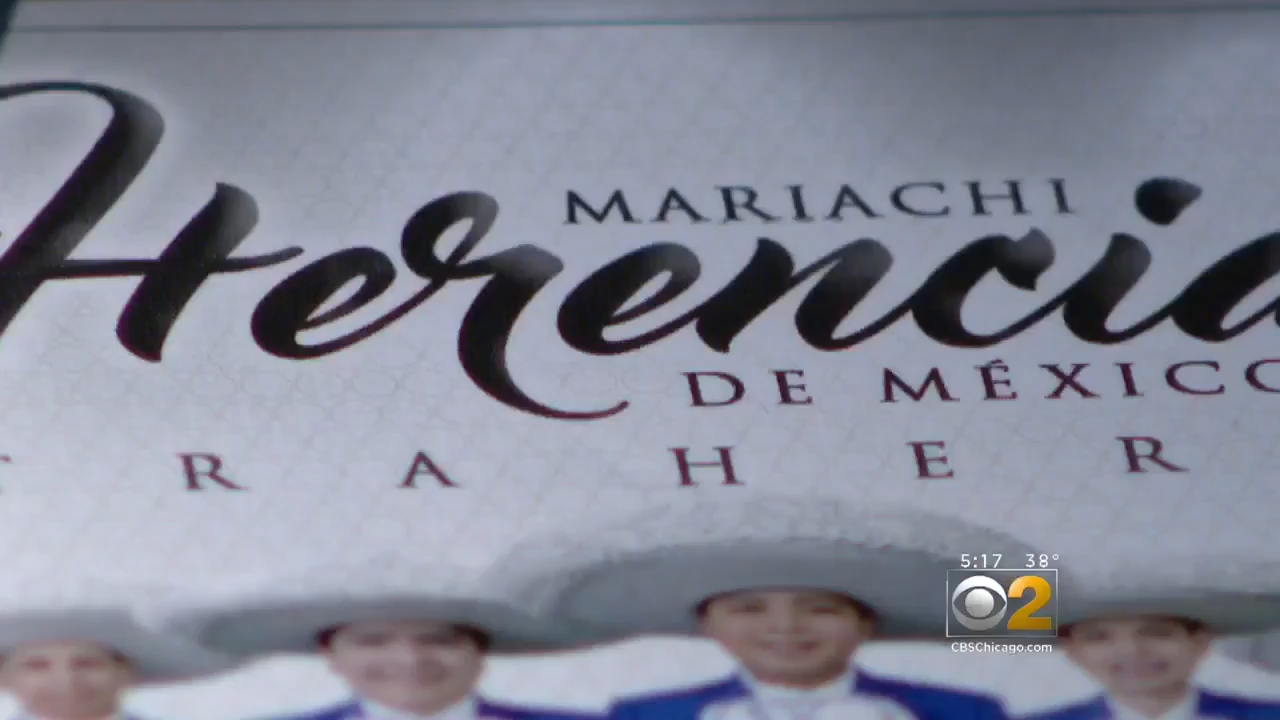 MARIACHI
Herencia
DE MÉXICO
R A H E R
5:17 38°
2
CBSChicago.com